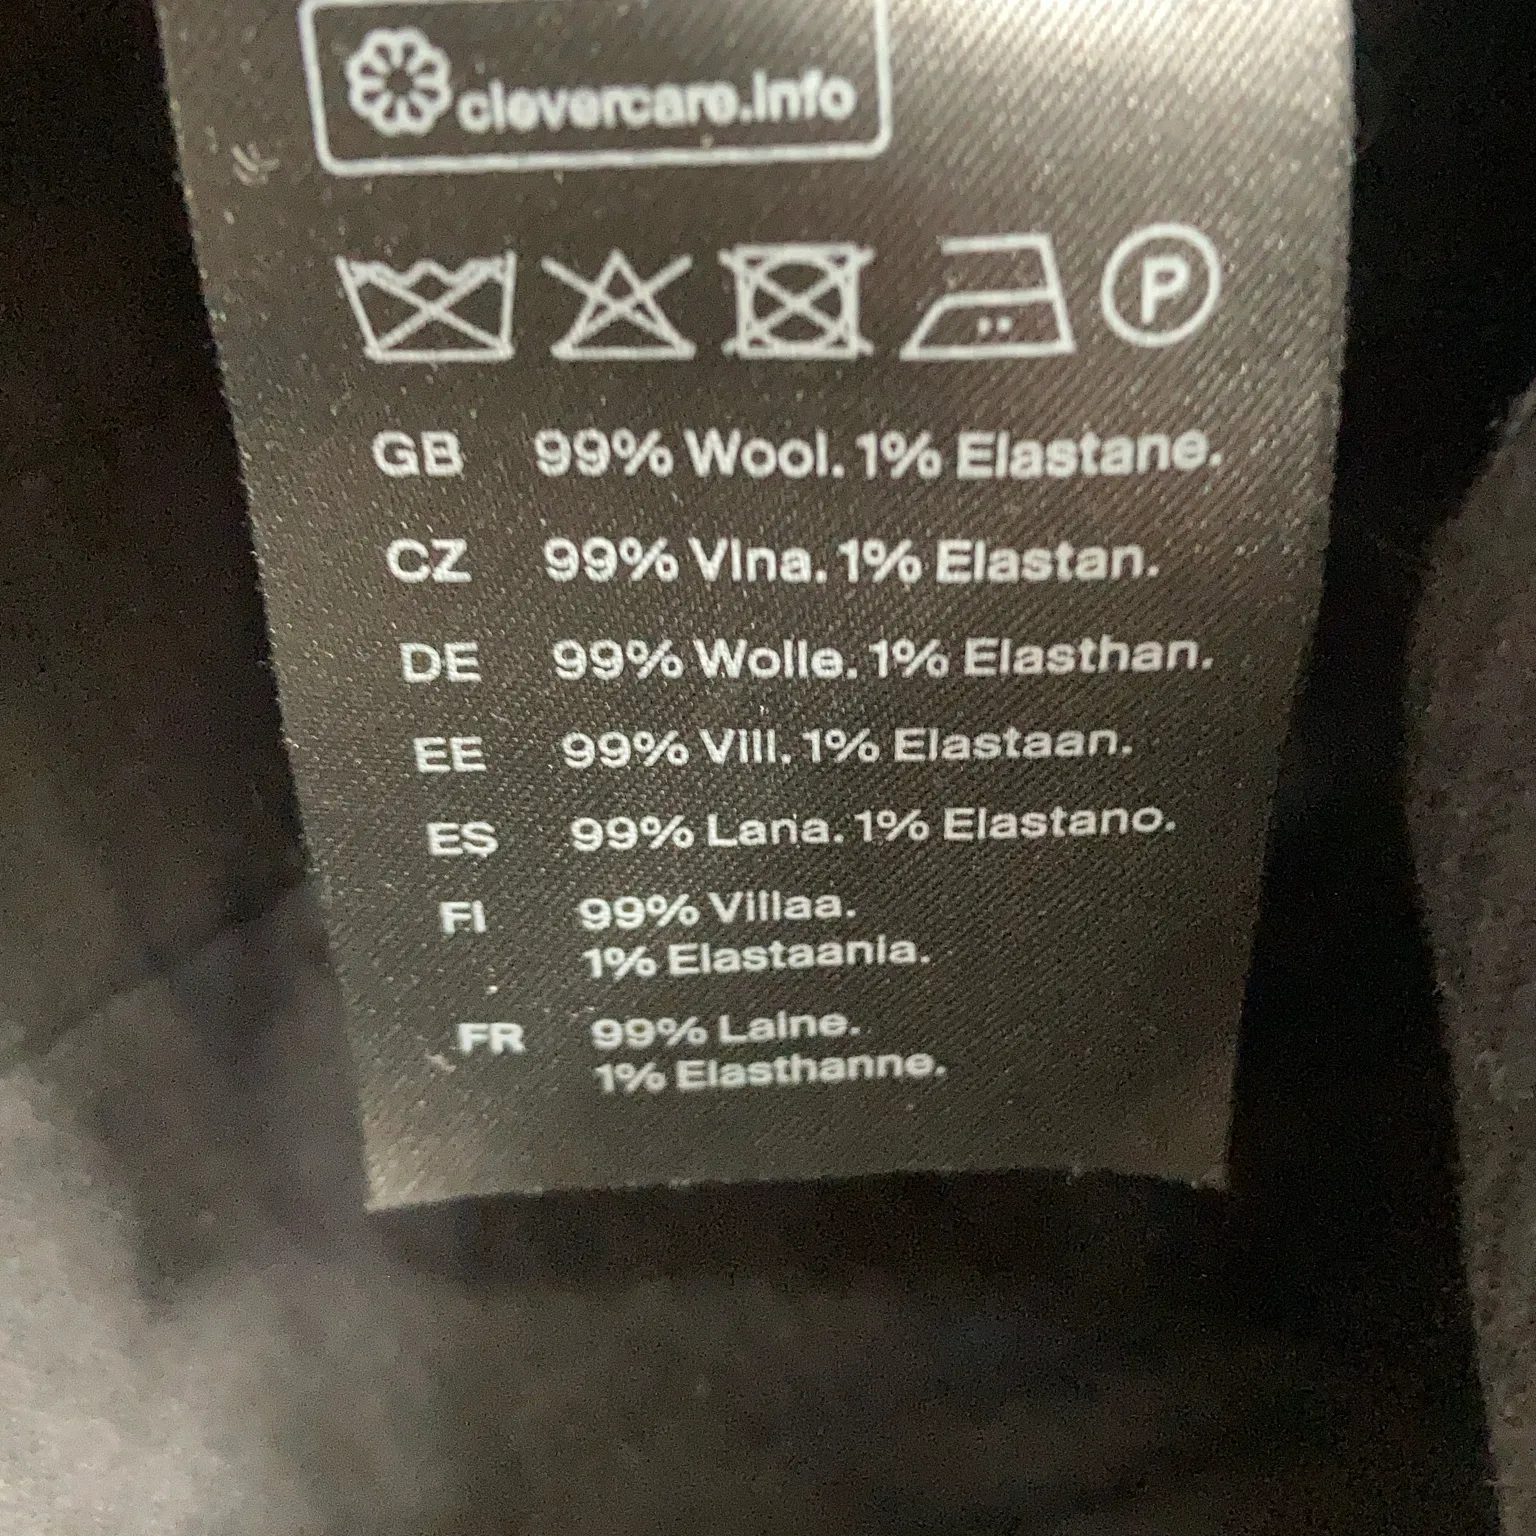 clevercare.info
P
GB 99% Wool. 1% Elastane.
CZ 99% Vlna. 1% Elastan.
DE 99% Wolle. 1% Elasthan.
EE 99% Vill. 1% Elastaan.
ES 99% Lana. 1% Elastano.
FI 99% Villaa.
1% Elastaania.
FR 99% Laine.
1% Elasthanne.